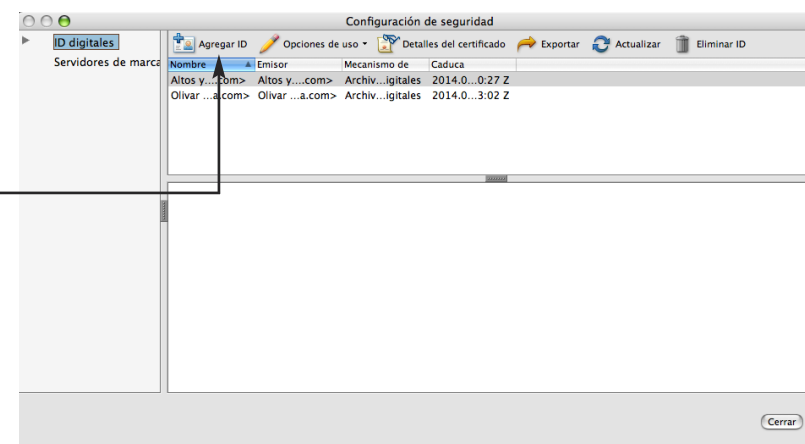 Configuración de seguridad
ID digitales
Servidores de marca
Agregar ID Opciones de uso Detalles del certificado Exportar Actualizar Eliminar ID
Nombre Emisor Mecanismo de Caduca
Altos y....com> Altos y....com> Archiv...igitales 2014.0...0:27 Z
Olivar ...a.com> Olivar ...a.com> Archiv...igitales 2014.0...3:02 Z
Cerrar